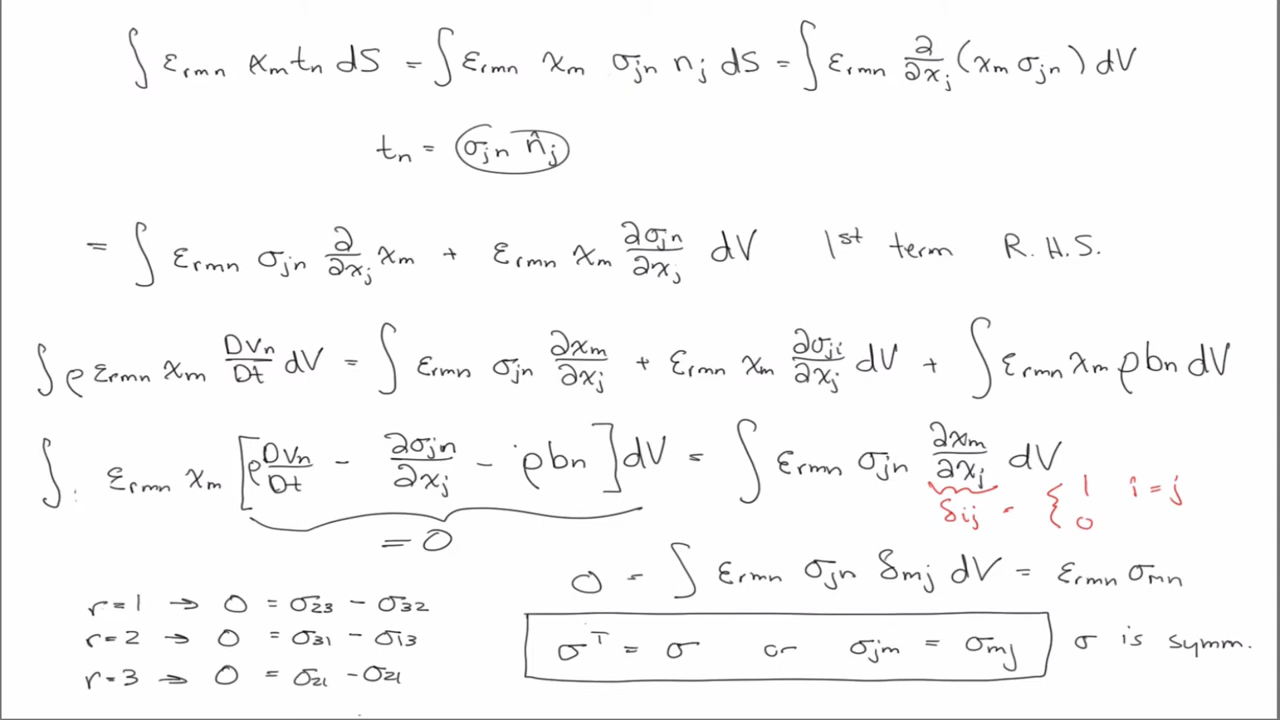 ∫ ε_rmn x_m t_n dS = ∫ ε_rmn x_m σ_jn n_j dS = ∫ ε_rmn ∂/∂x_j (x_m σ_jn) dV
t_n = σ_jn n̂_j
= ∫ ε_rmn σ_jn ∂/∂x_j x_m + ε_rmn x_m ∂σ_jn/∂x_j dV 1st term R.H.S.
∫ ρ ε_rmn x_m Dv_n/Dt dV = ∫ ε_rmn σ_jn ∂x_m/∂x_j + ε_rmn x_m ∂σ_ji/∂x_j dV + ∫ ε_rmn x_m ρb_n dV
∫ ε_rmn x_m [ρ Dv_n/Dt - ∂σ_jn/∂x_j - ρb_n] dV = ∫ ε_rmn σ_jn ∂x_m/∂x_j dV
= 0 δ_ij = { 1 i = j
0
0 = ∫ ε_rmn σ_jn δ_mj dV = ε_rmn σ_mn
r=1 → 0 = σ_23 - σ_32
r=2 → 0 = σ_31 - σ_13
r=3 → 0 = σ_21 - σ_21
σ^T = σ or σ_jm = σ_mj σ is symm.